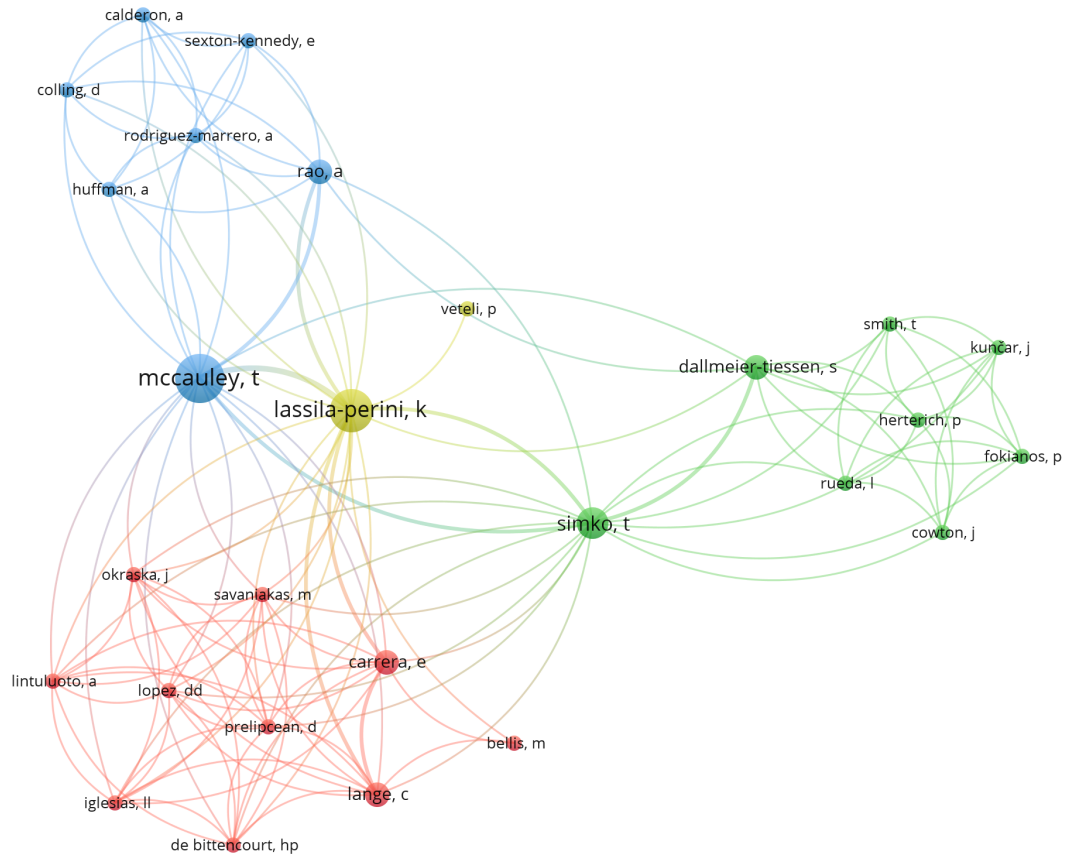 calderon, a
sexton-kennedy, e
colling, d
rodriguez-marrero, a
rao, a
huffman, a
veteli, p
smith, t
kunčar, j
dallmeier-tiessen, s
mccauley, t
lassila-perini, k
herterich, p
fokianos, p
rueda, l
simko, t
cowton, j
okraska, j
savaniakas, m
carrera, e
lintuluoto, a
lopez, dd
prelipcean, d
bellis, m
lange, c
iglesias, ll
de bittencourt, hp